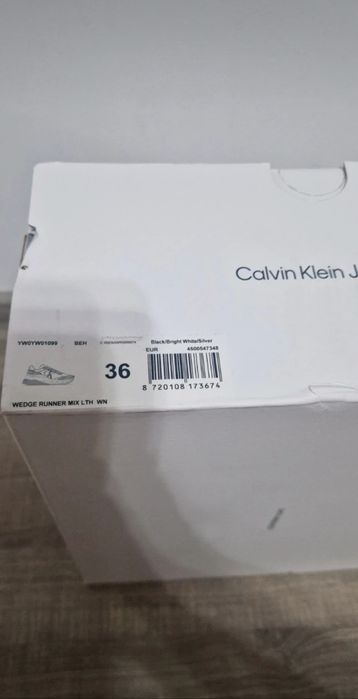 Calvin Klein J
YW0YW01099 BEH
Black/Bright White/Silver
EUR 4500547348
36
8 720108 173674
WEDGE RUNNER MIX LTH WN